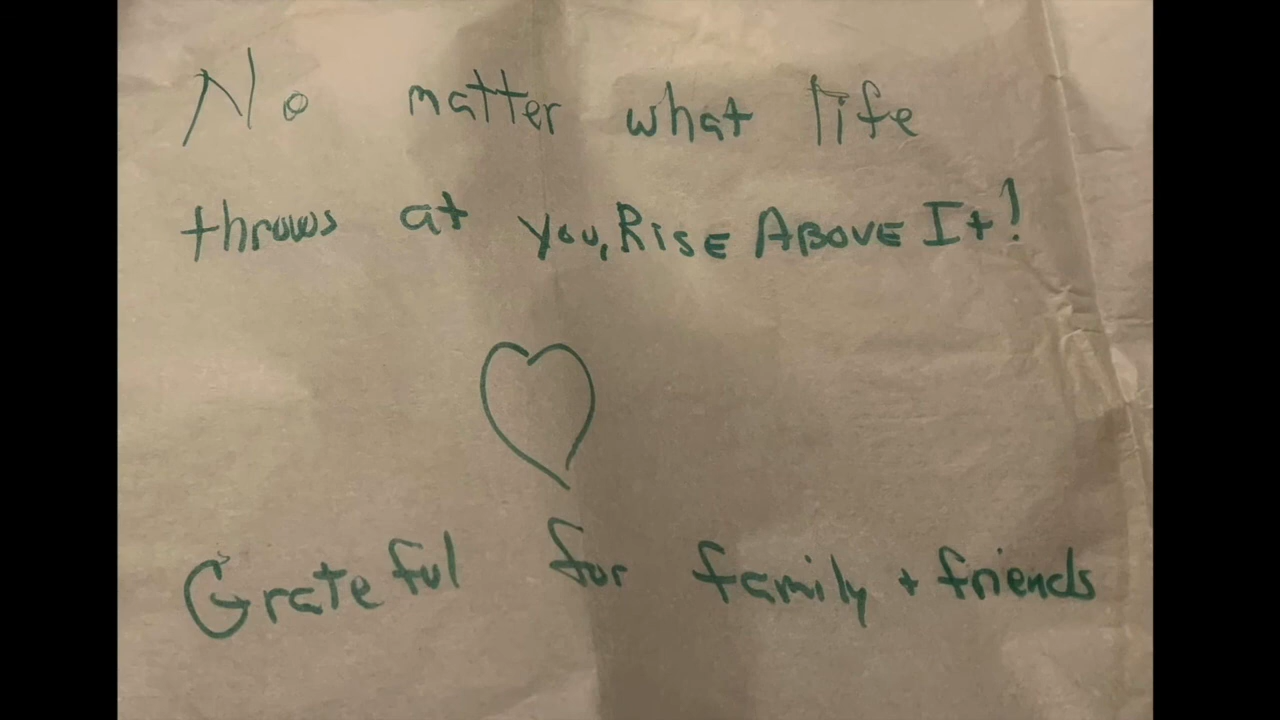 No matter what life
throws at you, RISE ABOVE It!
Grateful for family + friends